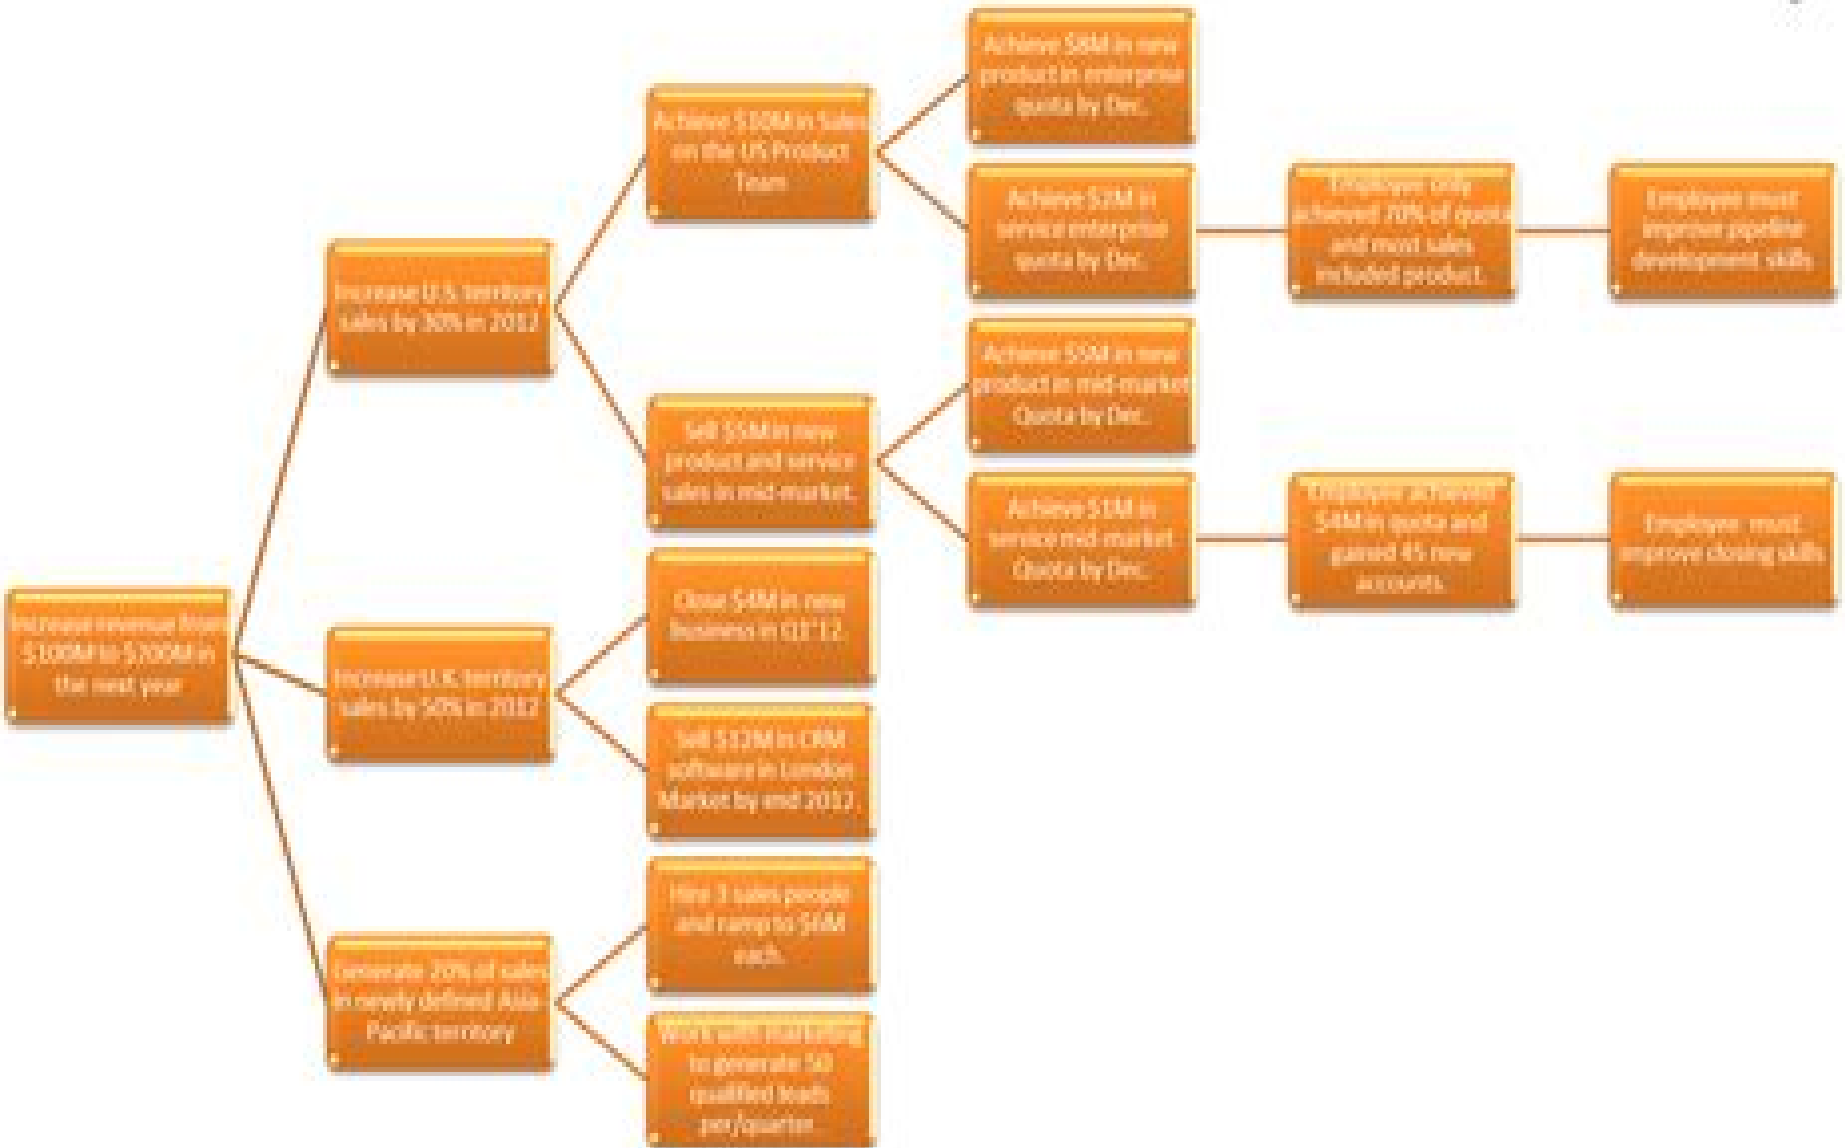 Increase revenue from
$100M to $200M in
the next year
Increase U.S. territory
sales by 30% in 2012
Achieve $10M in Sales
on the US Product
Team
Achieve $8M in new
product in enterprise
quota by Dec.
Achieve $2M in
service enterprise
quota by Dec.
Employee only
achieved 70% of quota
and most sales
included product.
Employee must
improve pipeline
development skills
Sell $5M in new
product and service
sales in mid-market.
Achieve $5M in new
product in mid-market
Quota by Dec.
Achieve $1M in
service mid-market
Quota by Dec.
Employee achieved
$4M in quota and
gained 45 new
accounts.
Employee must
improve closing skills
Increase U.K. territory
sales by 50% in 2012
Close $4M in new
business in Q1'12.
Sell $12M in CRM
software in London
Market by end 2012.
Generate 20% of sales
in newly defined Asia-
Pacific territory
Hire 3 sales people
and ramp to $6M
each.
Work with marketing
to generate 50
qualified leads
per/quarter